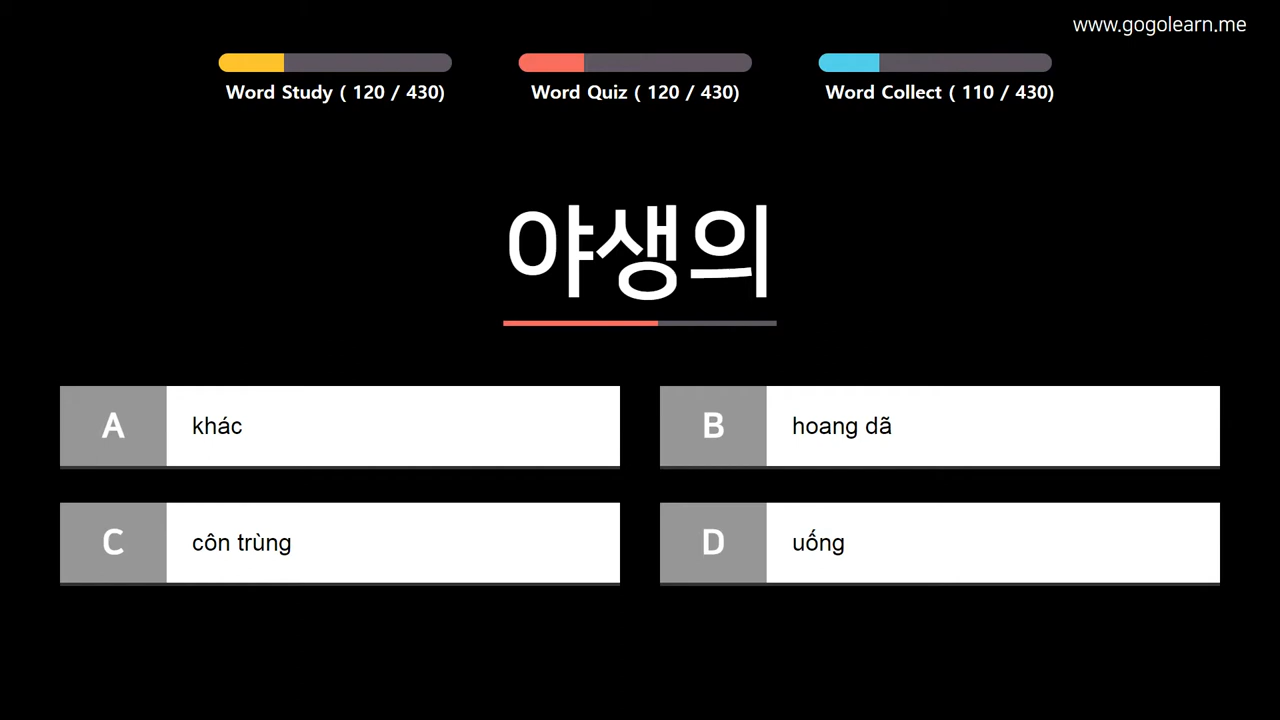 www.gogolearn.me
Word Study ( 120 / 430)
Word Quiz ( 120 / 430)
Word Collect ( 110 / 430)
야생의
A khác
B hoang dã
C côn trùng
D uống